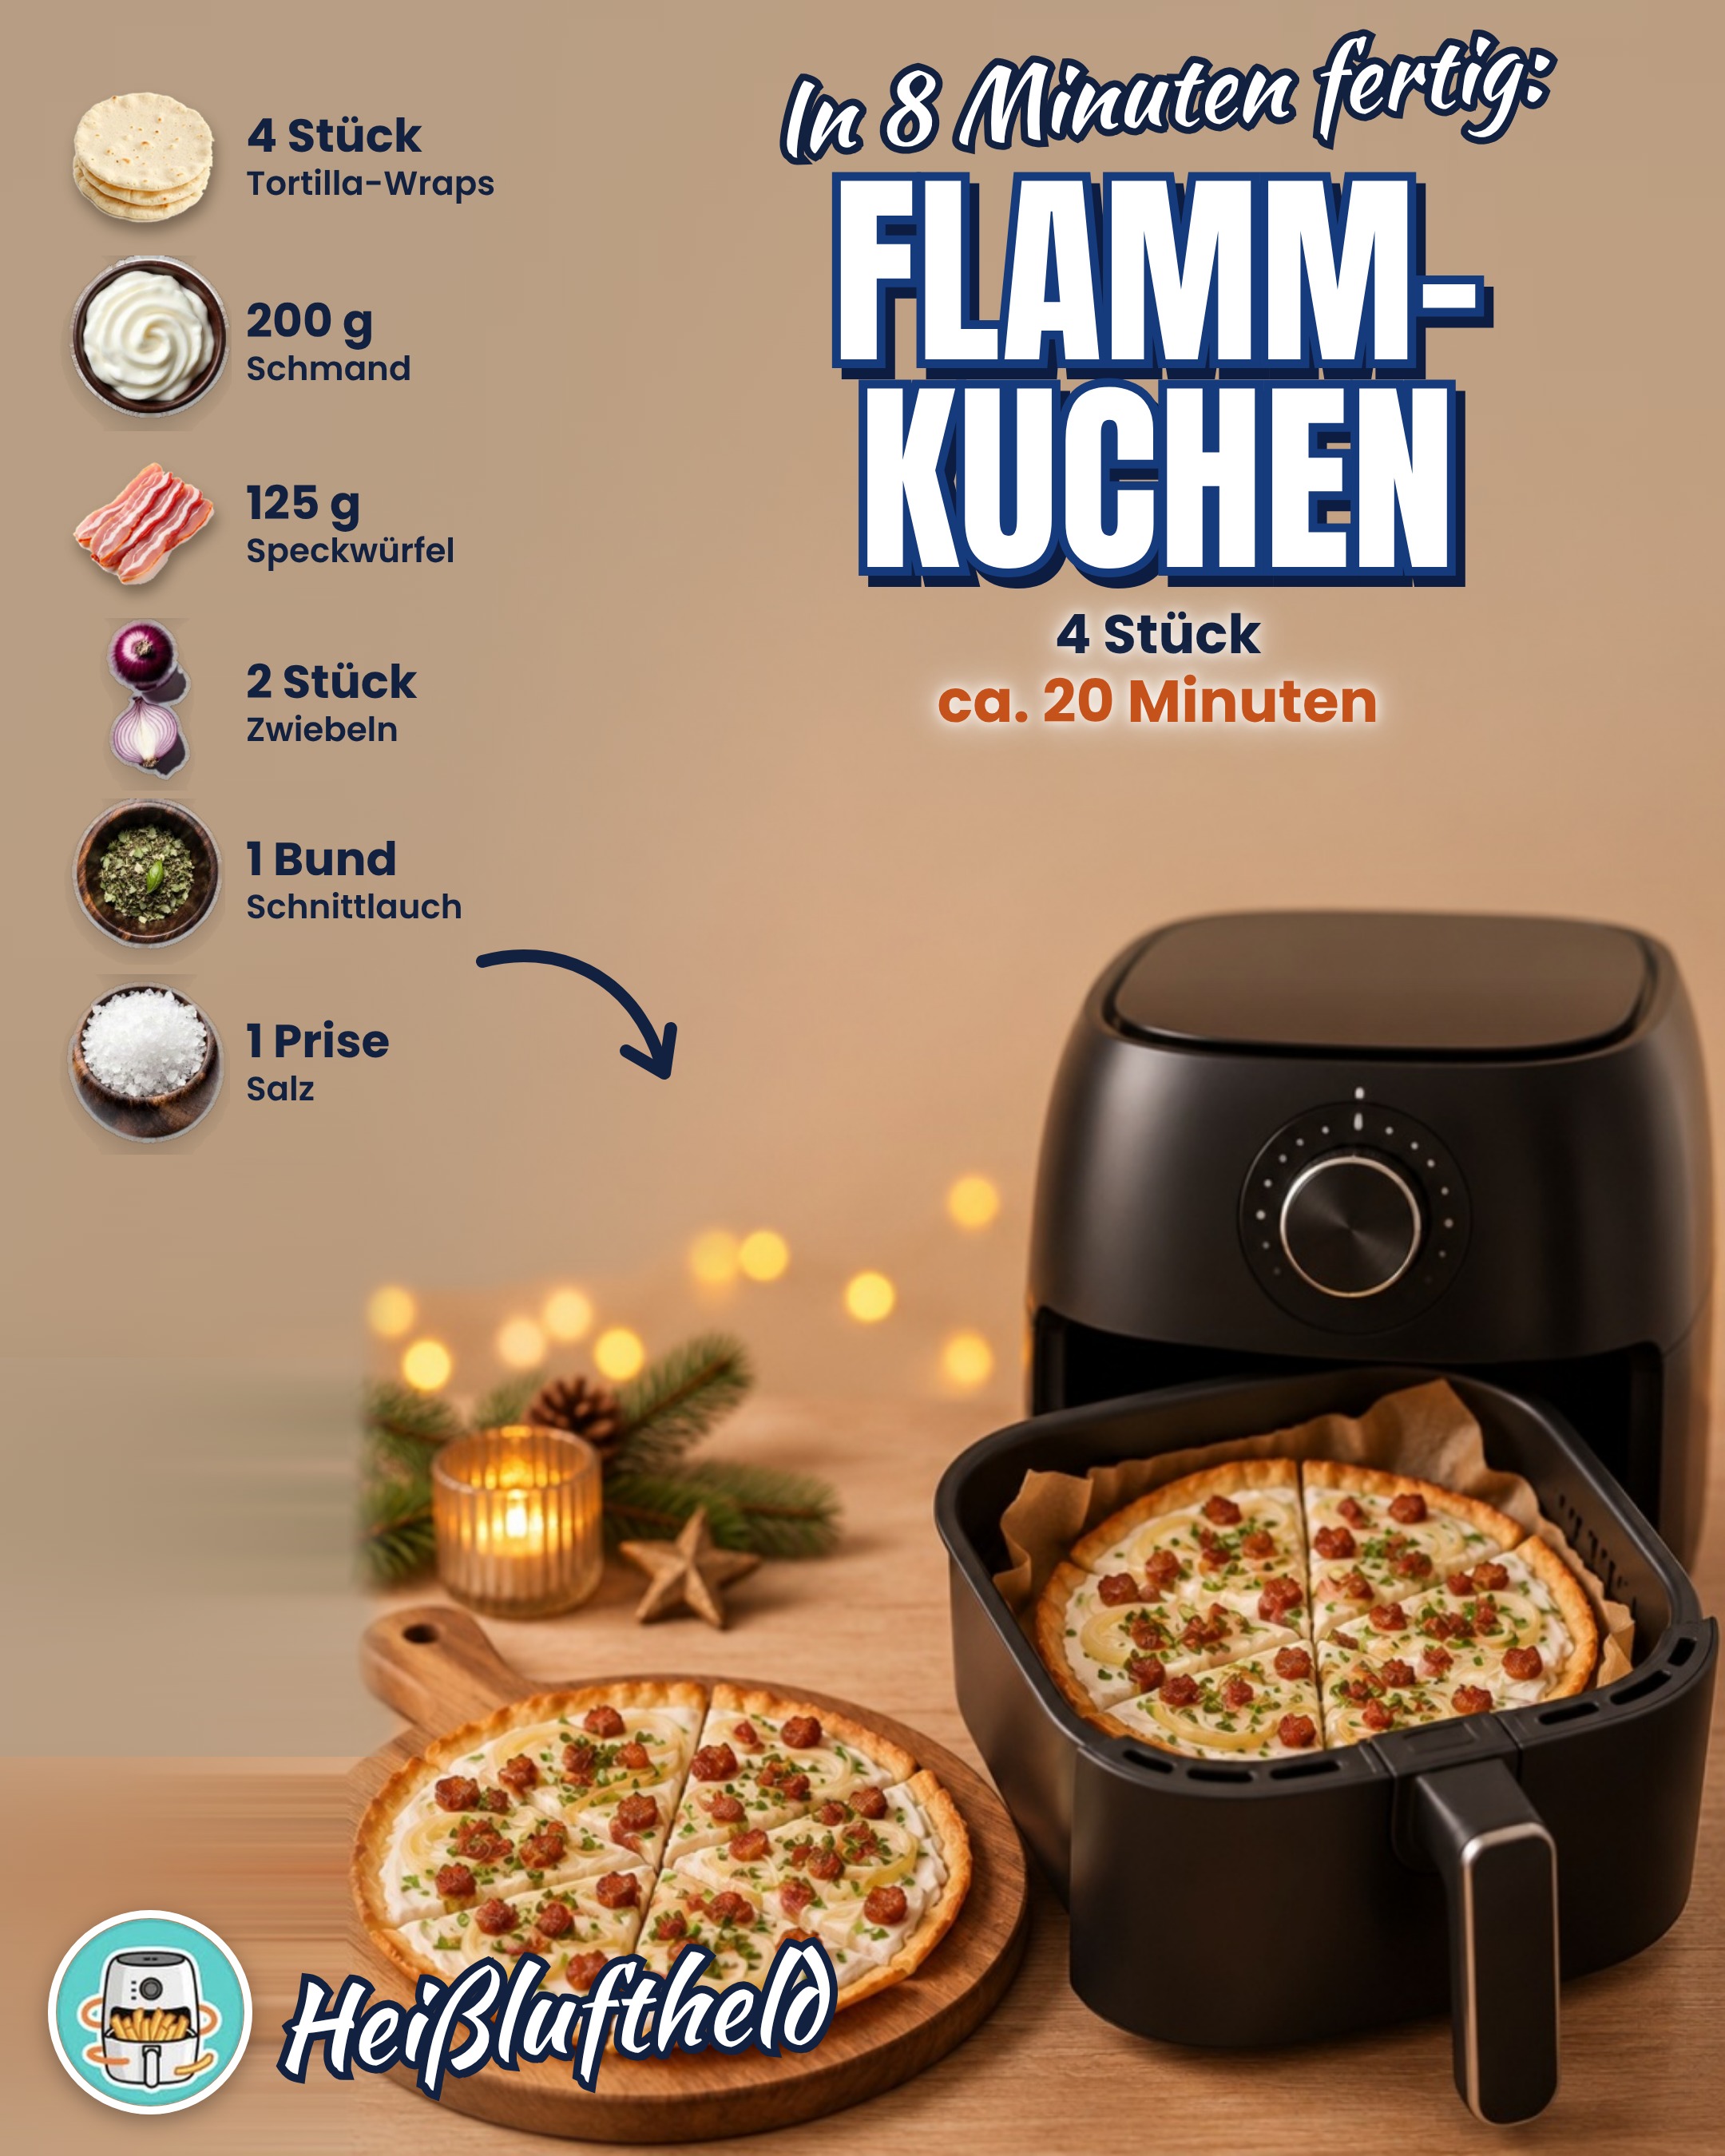 In 8 Minuten fertig:
FLAMM-
KUCHEN
4 Stück
ca. 20 Minuten
4 Stück
Tortilla-Wraps
200 g
Schmand
125 g
Speckwürfel
2 Stück
Zwiebeln
1 Bund
Schnittlauch
1 Prise
Salz
Heißluftheld